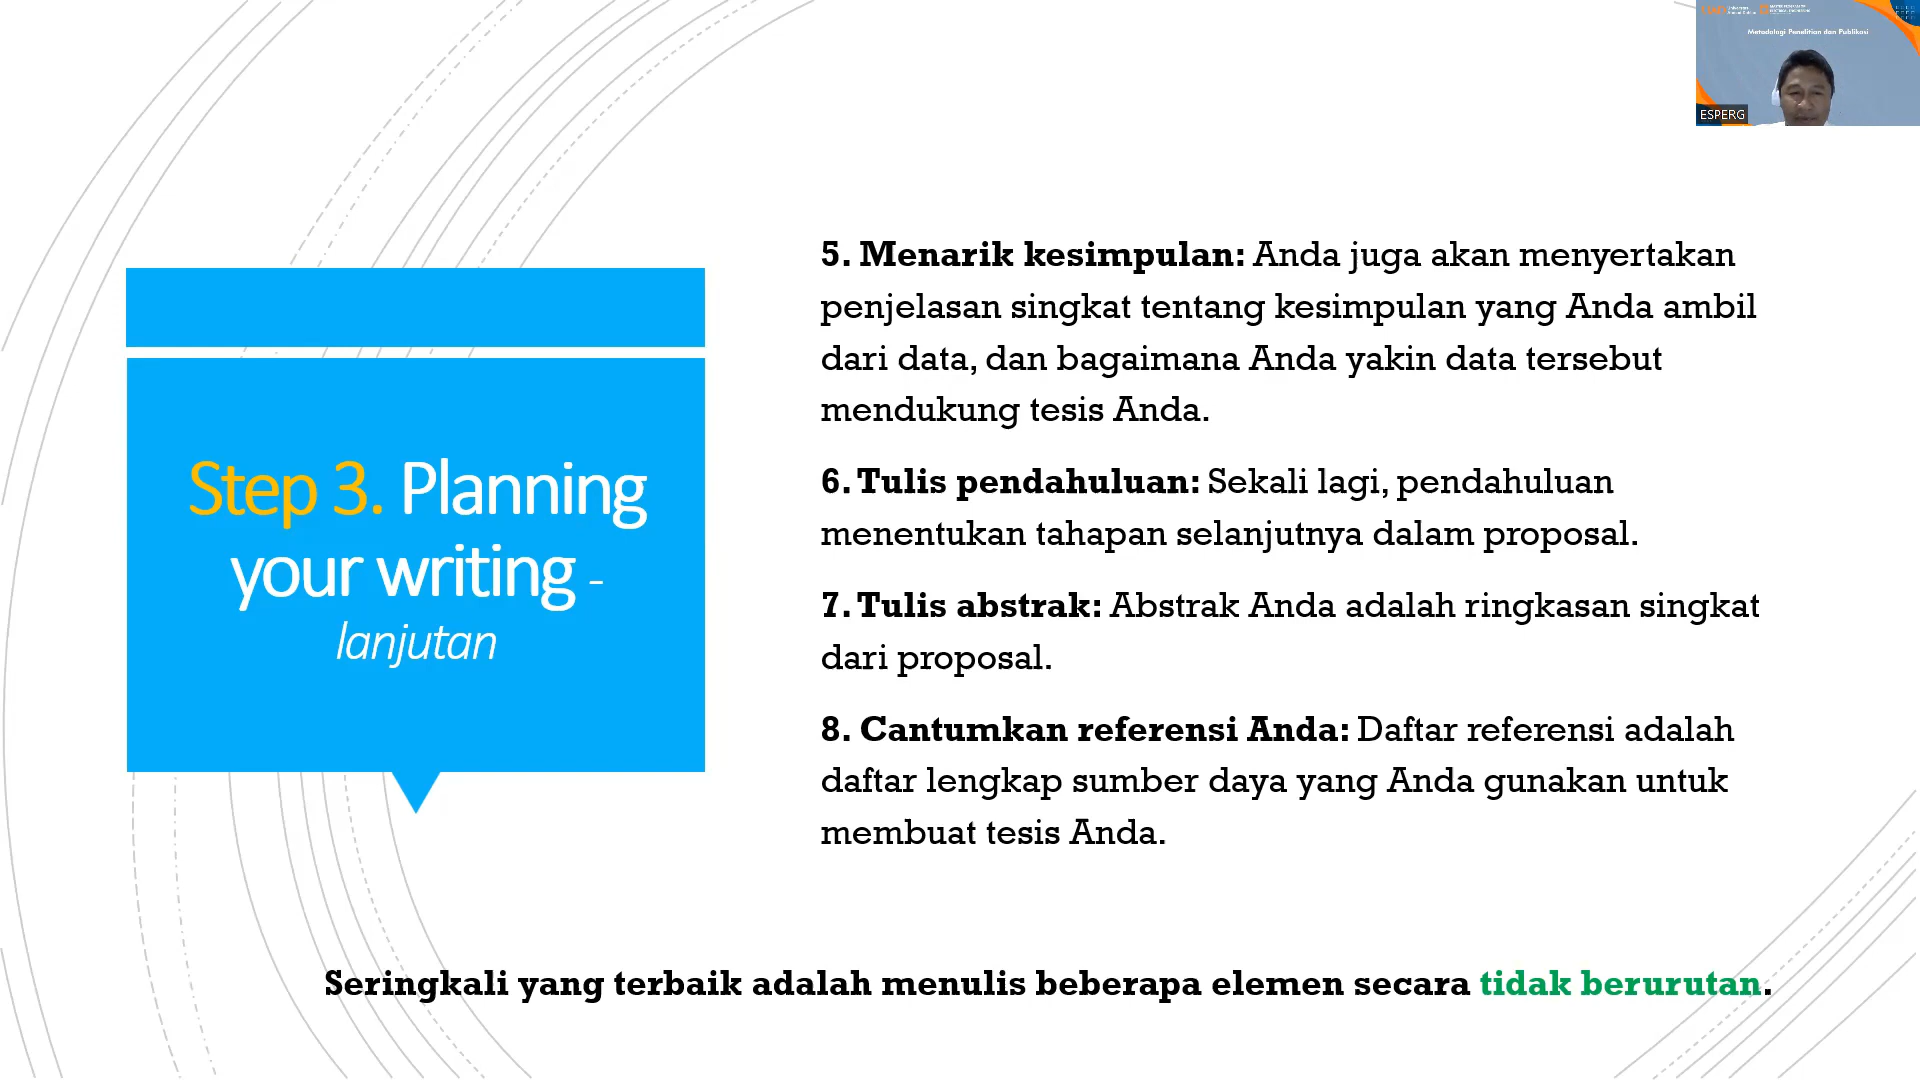 Metodologi Penelitian dan Publikasi
ESPERG
Step 3. Planning
your writing -
lanjutan
5. Menarik kesimpulan: Anda juga akan menyertakan
penjelasan singkat tentang kesimpulan yang Anda ambil
dari data, dan bagaimana Anda yakin data tersebut
mendukung tesis Anda.
6. Tulis pendahuluan: Sekali lagi, pendahuluan
menentukan tahapan selanjutnya dalam proposal.
7. Tulis abstrak: Abstrak Anda adalah ringkasan singkat
dari proposal.
8. Cantumkan referensi Anda: Daftar referensi adalah
daftar lengkap sumber daya yang Anda gunakan untuk
membuat tesis Anda.
Seringkali yang terbaik adalah menulis beberapa elemen secara tidak berurutan.